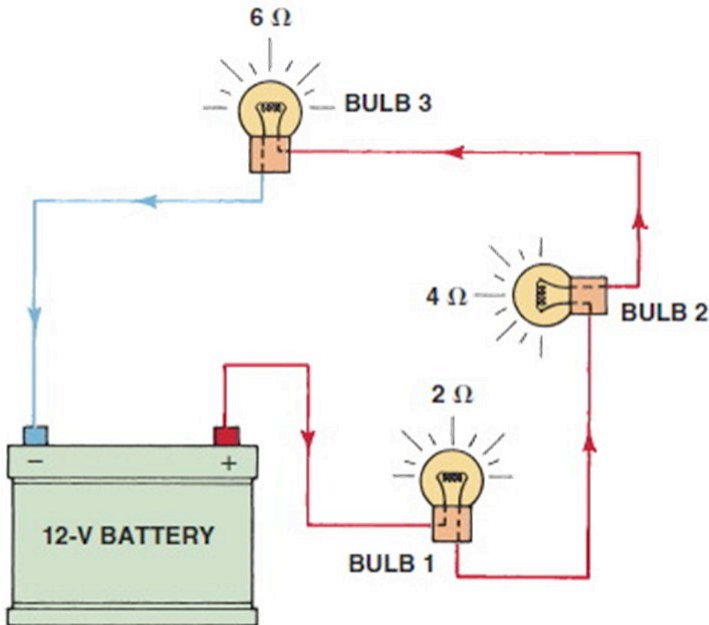 6 Ω
BULB 3
4 Ω
BULB 2
2 Ω
− +
12-V BATTERY
BULB 1